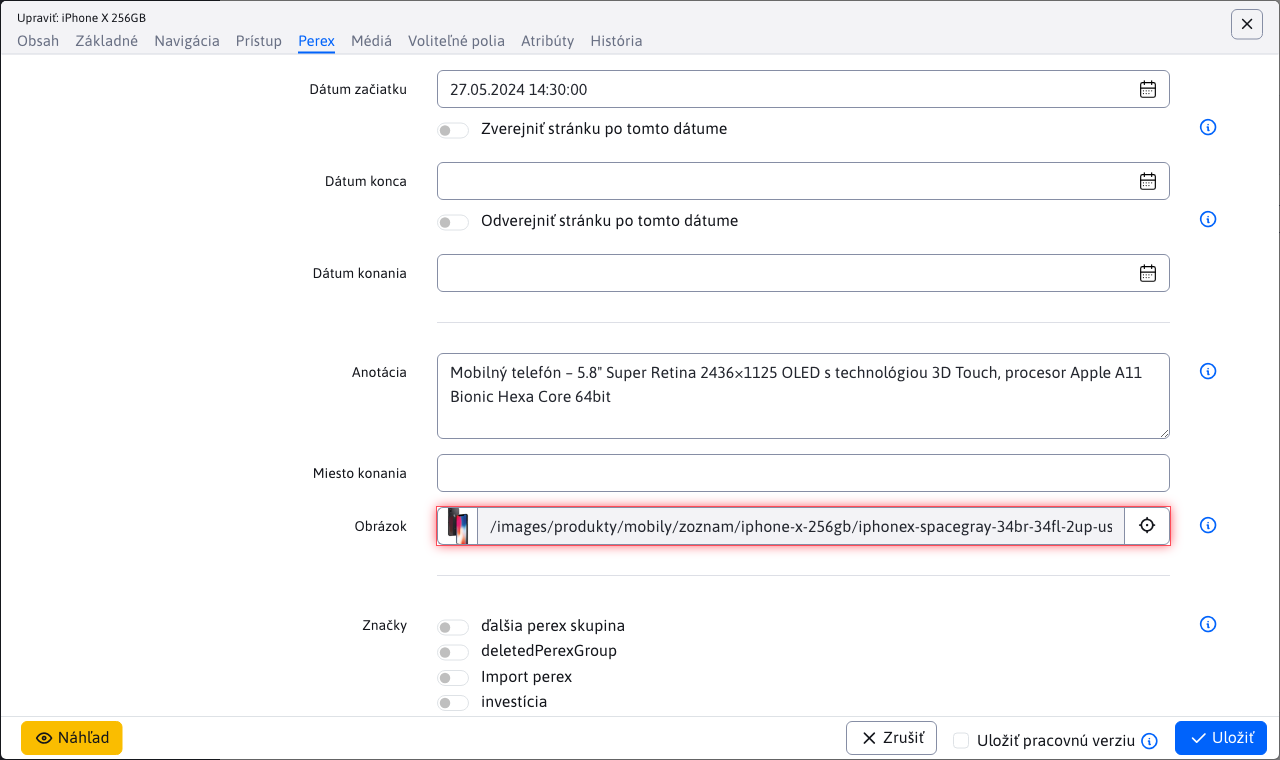 Upraviť: iPhone X 256GB
Obsah Základné Navigácia Prístup Perex Médiá Voliteľné polia Atribúty História
Dátum začiatku 27.05.2024 14:30:00
Zverejniť stránku po tomto dátume
Dátum konca
Odverejniť stránku po tomto dátume
Dátum konania
Anotácia Mobilný telefón – 5.8" Super Retina 2436×1125 OLED s technológiou 3D Touch, procesor Apple A11
Bionic Hexa Core 64bit
Miesto konania
Obrázok /images/produkty/mobily/zoznam/iphone-x-256gb/iphonex-spacegray-34br-34fl-2up-us
Značky ďalšia perex skupina
deletedPerexGroup
Import perex
investícia
Náhľad Zrušiť Uložiť pracovnú verziu Uložiť